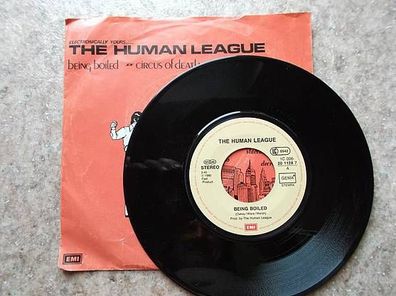 ELECTRONICALLY YOURS...
THE HUMAN LEAGUE
being boiled circus of death
EMI
THE HUMAN LEAGUE
STEREO
GEMA
BEING BOILED
Prod. by The Human League
EMI